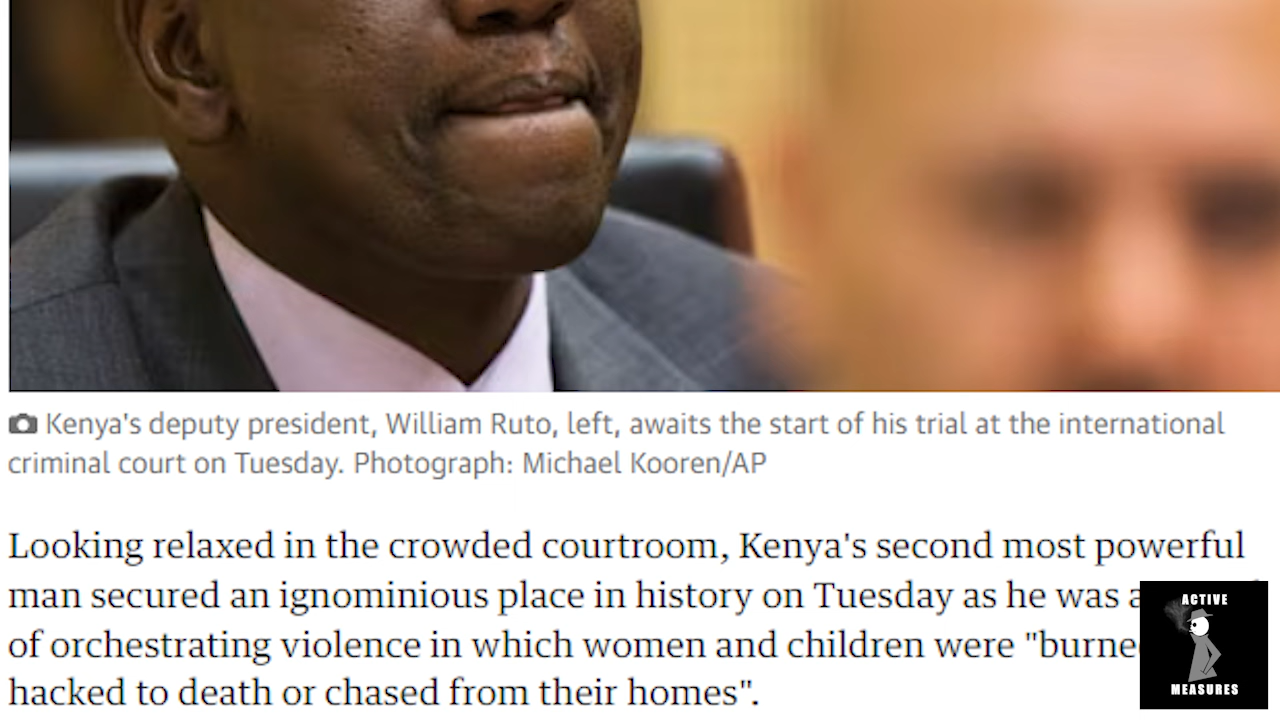 Kenya's deputy president, William Ruto, left, awaits the start of his trial at the international
criminal court on Tuesday. Photograph: Michael Kooren/AP
Looking relaxed in the crowded courtroom, Kenya's second most powerful
man secured an ignominious place in history on Tuesday as he was
of orchestrating violence in which women and children were "burne
hacked to death or chased from their homes".
ACTIVE
MEASURES